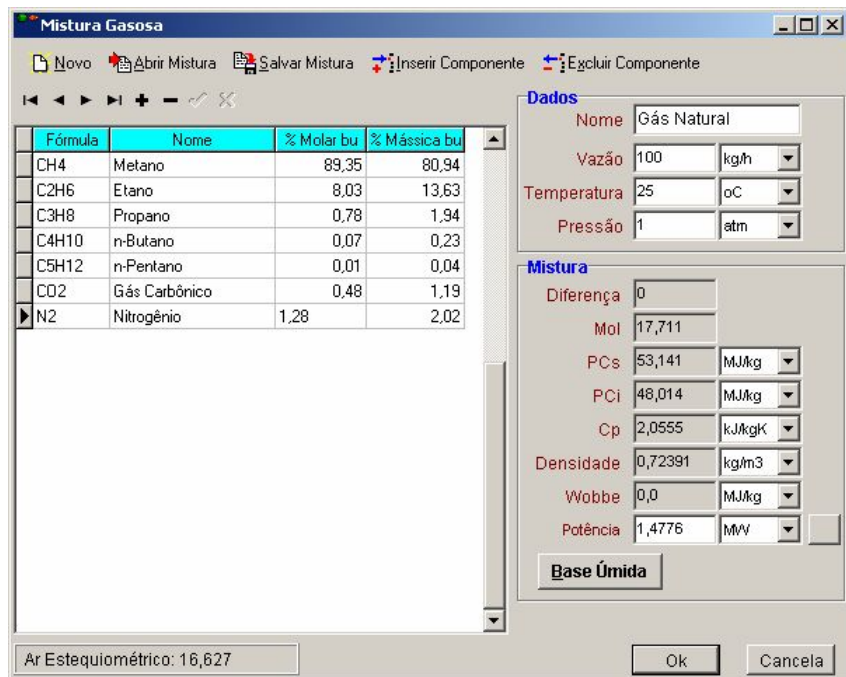 Mistura Gasosa
Novo Abrir Mistura Salvar Mistura Inserir Componente Excluir Componente
Fórmula Nome % Molar bu % Mássica bu
CH4 Metano 89,35 80,94
C2H6 Etano 8,03 13,63
C3H8 Propano 0,78 1,94
C4H10 n-Butano 0,07 0,23
C5H12 n-Pentano 0,01 0,04
CO2 Gás Carbônico 0,48 1,19
N2 Nitrogênio 1,28 2,02
Dados
Nome Gás Natural
Vazão 100 kg/h
Temperatura 25 oC
Pressão 1 atm
Mistura
Diferença 0
Mol 17,711
PCs 53,141 MJ/kg
PCi 48,014 MJ/kg
Cp 2,0555 kJ/kgK
Densidade 0,72391 kg/m3
Wobbe 0,0 MJ/kg
Potência 1,4776 MW
Base Úmida
Ar Estequiométrico: 16,627
Ok Cancela